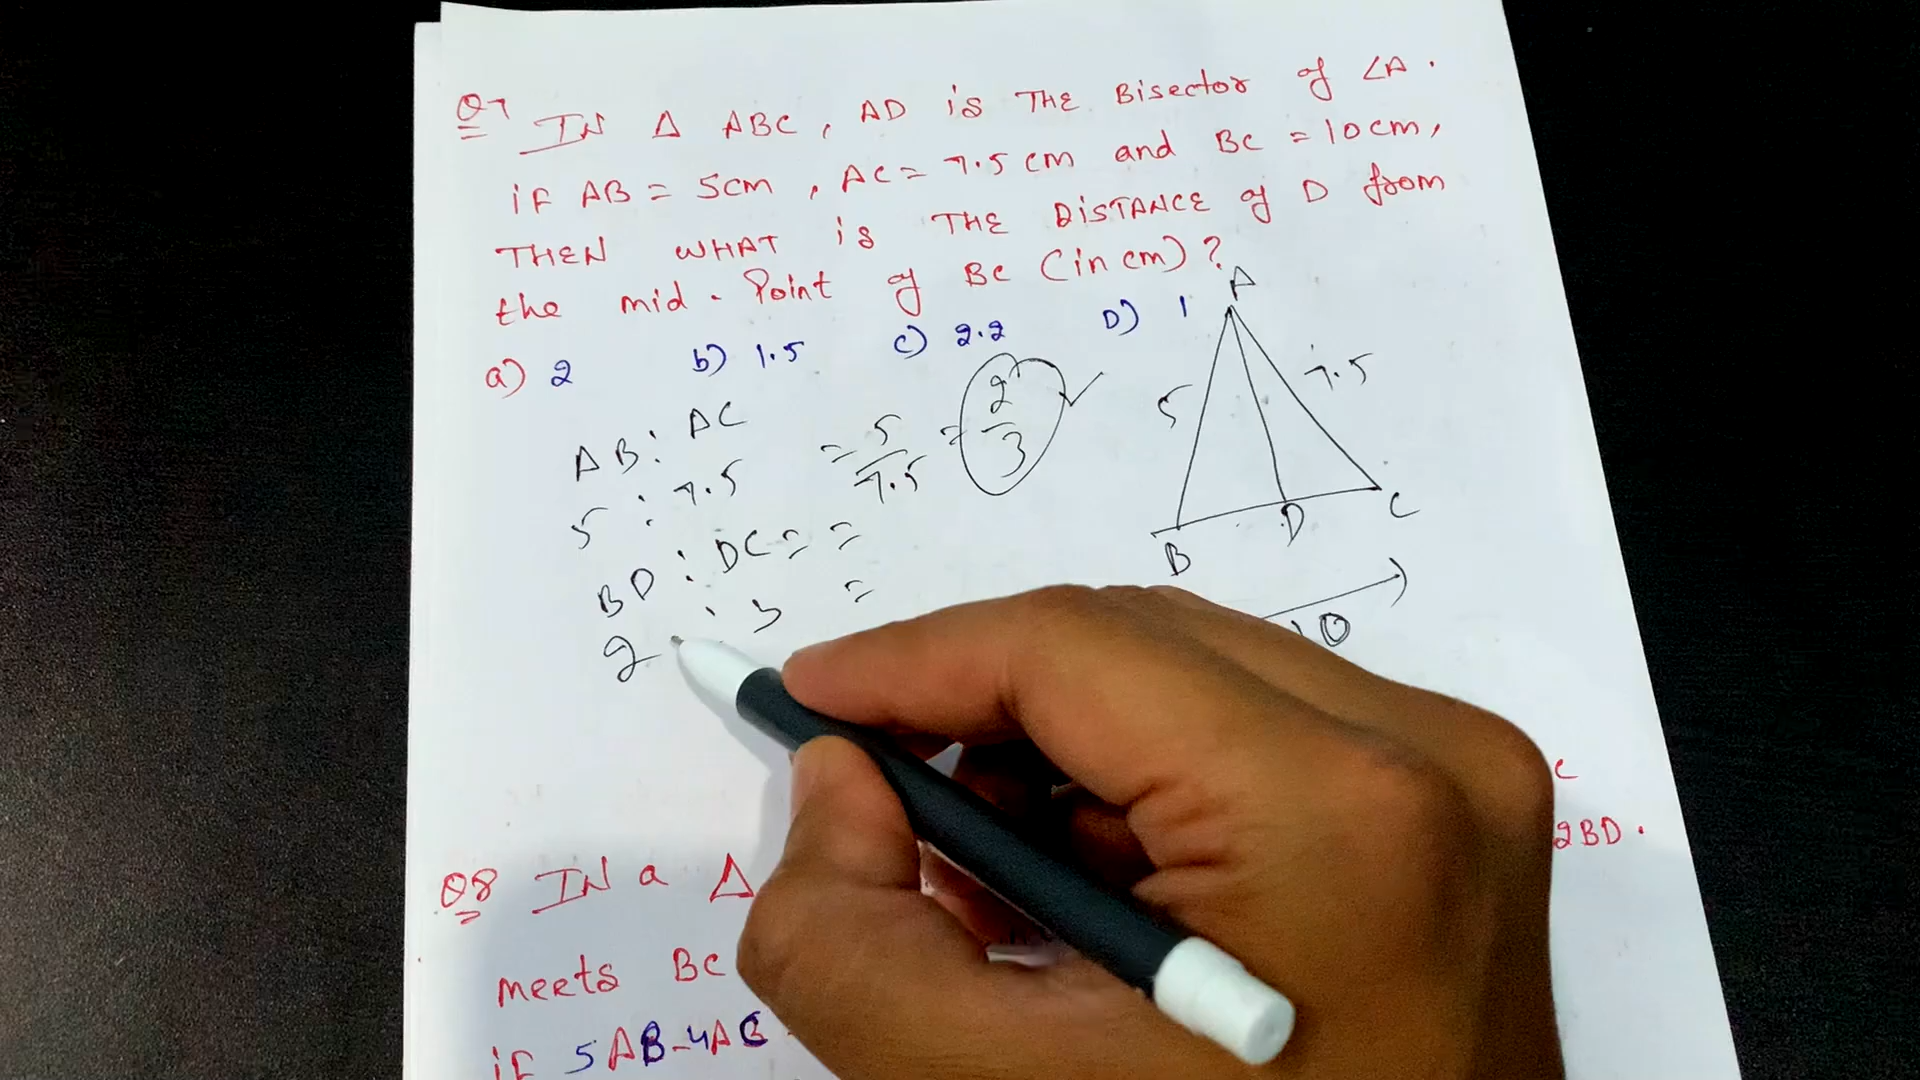 Q7 IN Δ ABC, AD is THE Bisector of ∠A.
iF AB = 5cm, AC = 7.5cm and BC = 10cm,
THEN WHAT is THE DiSTANCE of D from
the mid-Point of BC (in cm)?
a) 2 b) 1.5 c) 2.2 D) 1
A
5 7.5
B D C
10
AB : AC
5 : 7.5 = 5/7.5 = 2/3
BD : DC = =
2 : 3 =
C
2BD.
Q8 IN a Δ
meets BC
iF 5AB-4AC